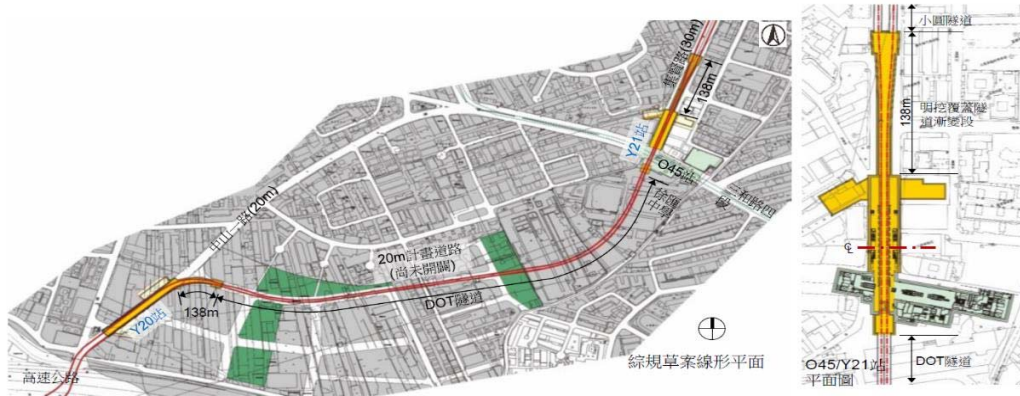 集賢路(30m)
138m
Y21站
O45站
三和路四段
徐匯中學
中山一路(20m)
20m計畫道路
(尚未開闢)
DOT隧道
138m
Y20站
高速公路
綜規草案線形平面
小圓隧道
138m
明挖覆蓋隧
道漸變段
℄
O45/Y21站
平面圖
DOT隧道